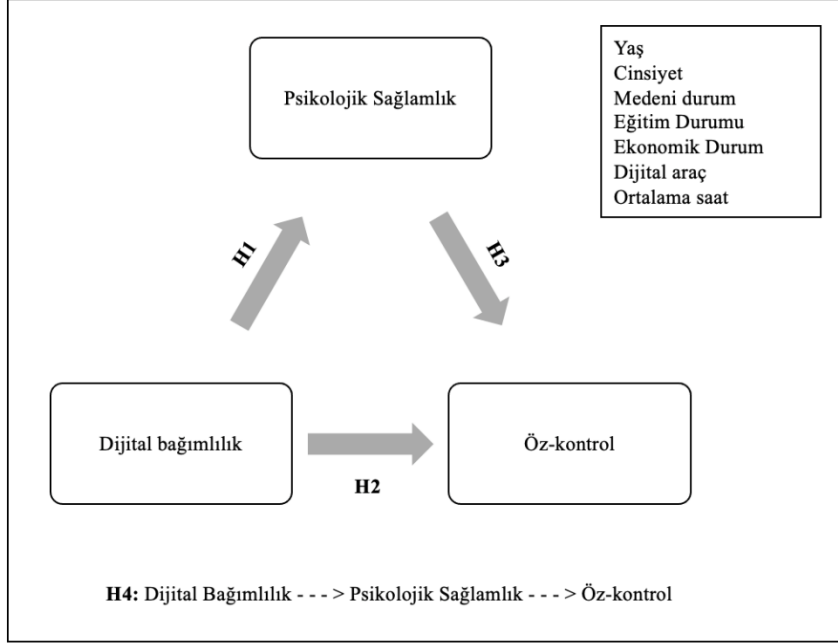 Psikolojik Sağlamlık
Yaş
Cinsiyet
Medeni durum
Eğitim Durumu
Ekonomik Durum
Dijital araç
Ortalama saat
H1
H3
Dijital bağımlılık
Öz-kontrol
H2
H4: Dijital Bağımlılık - - - > Psikolojik Sağlamlık - - - > Öz-kontrol